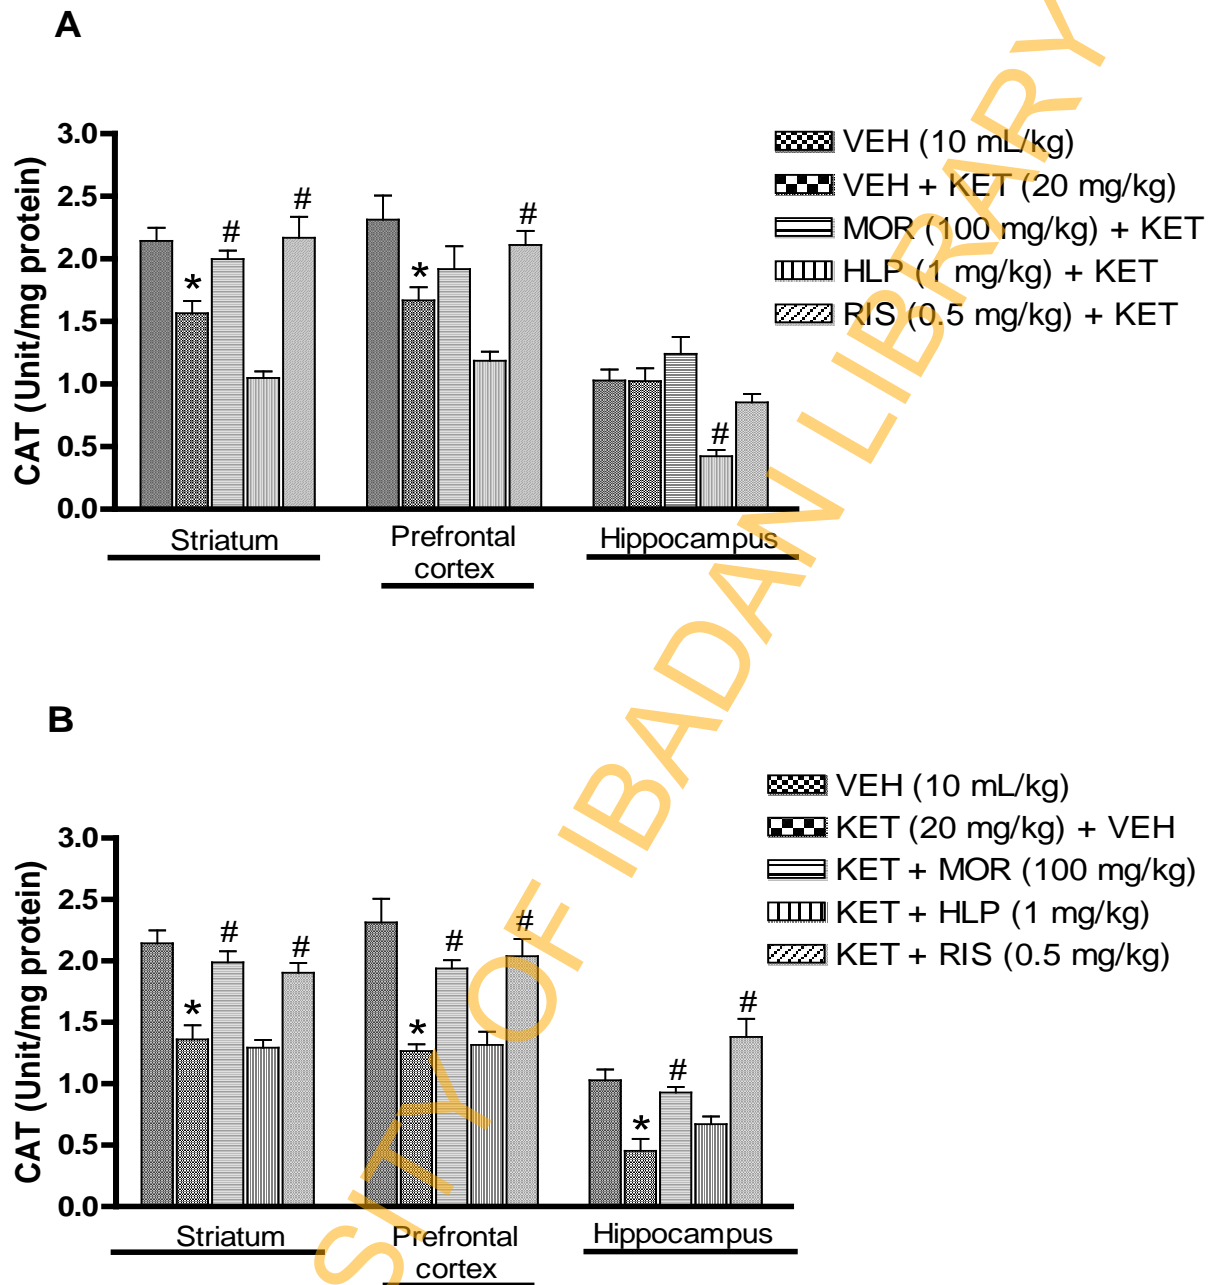 A
CAT (Unit/mg protein)
3.0
2.5
2.0
1.5
1.0
0.5
0.0
* # #
* #
#
Striatum
Prefrontal
cortex
Hippocampus
VEH (10 mL/kg)
VEH + KET (20 mg/kg)
MOR (100 mg/kg) + KET
HLP (1 mg/kg) + KET
RIS (0.5 mg/kg) + KET
B
CAT (Unit/mg protein)
3.0
2.5
2.0
1.5
1.0
0.5
0.0
* # #
* # #
* # #
Striatum
Prefrontal
cortex
Hippocampus
VEH (10 mL/kg)
KET (20 mg/kg) + VEH
KET + MOR (100 mg/kg)
KET + HLP (1 mg/kg)
KET + RIS (0.5 mg/kg)
SITY OF IBADAN LIBRARY